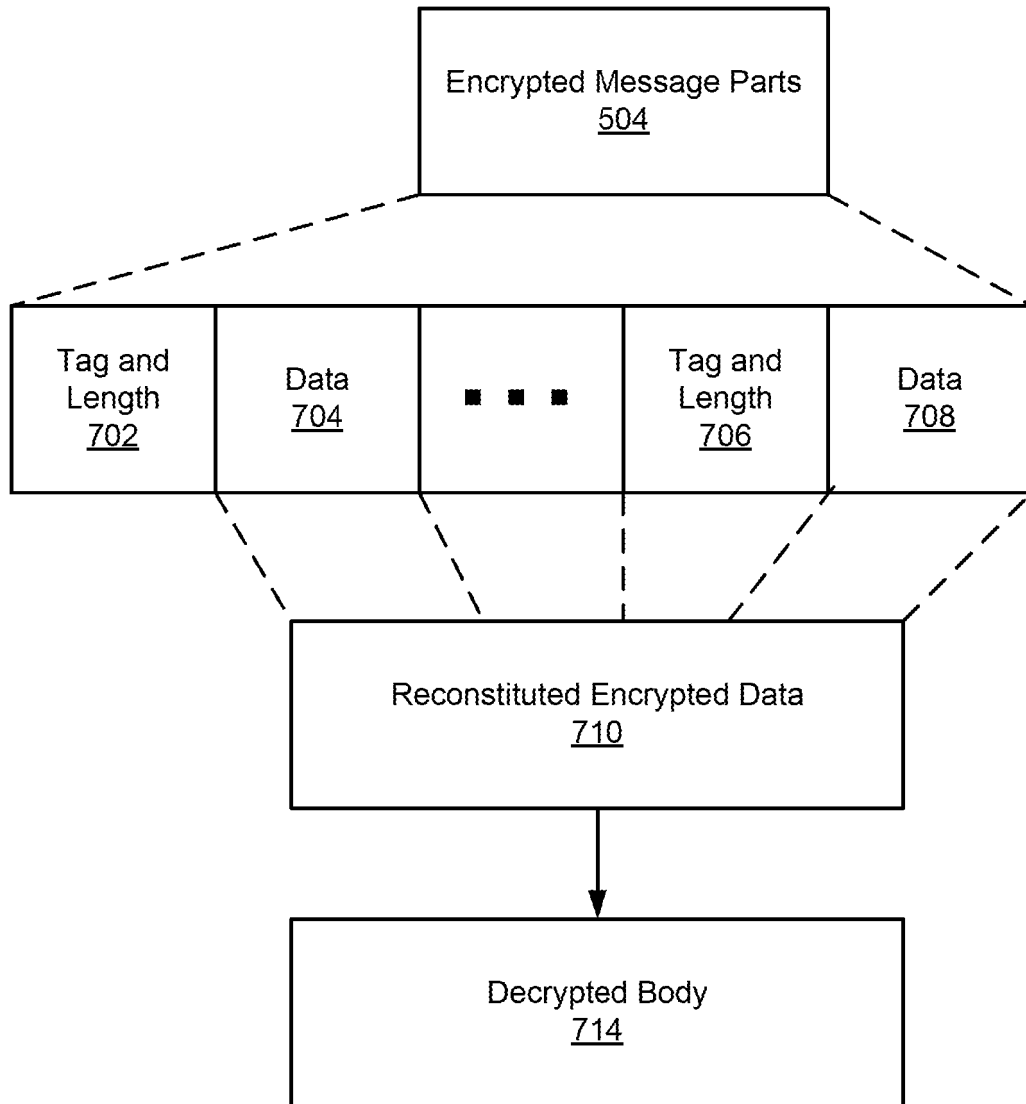 Encrypted Message Parts
504
Tag and
Length
702
Data
704
Tag and
Length
706
Data
708
Reconstituted Encrypted Data
710
Decrypted Body
714